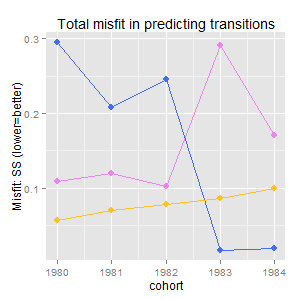 Total misfit in predicting transitions
Misfit: SS (lower=better)
0.3
0.2
0.1
1980 1981 1982 1983 1984
cohort